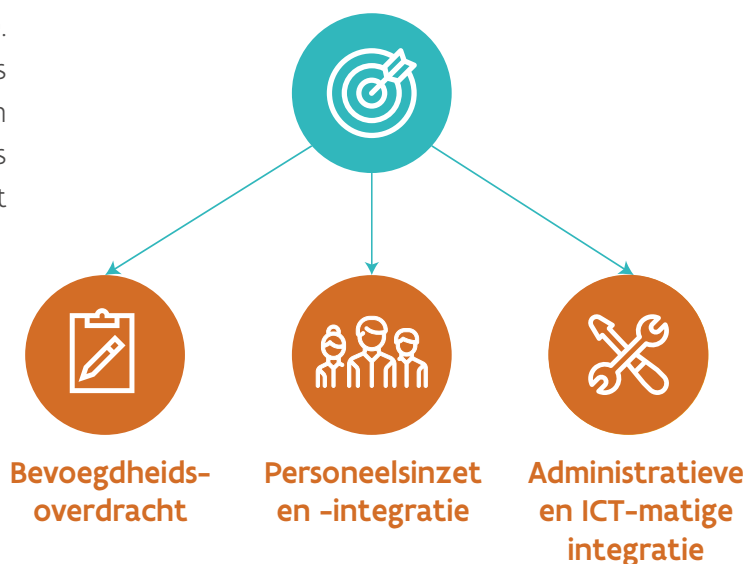 .
s
n
s
t
Bevoegdheids-
overdracht
Personeelsinzet
en -integratie
Administratieve
en ICT-matige
integratie